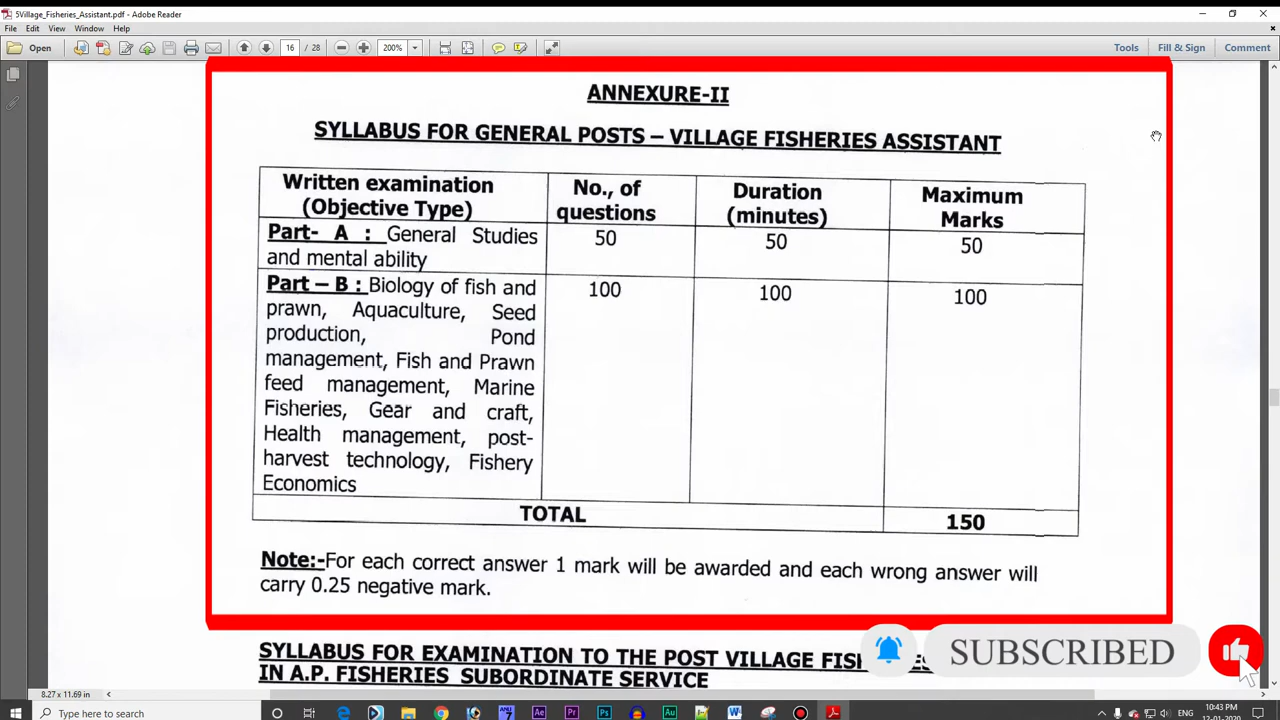 5Village_Fisheries_Assistant.pdf - Adobe Reader
File Edit View Window Help
Open 16 / 28 200% Tools Fill & Sign Comment
ANNEXURE-II
SYLLABUS FOR GENERAL POSTS – VILLAGE FISHERIES ASSISTANT
Written examination (Objective Type)
No., of questions
Duration (minutes)
Maximum Marks
Part- A : General Studies
and mental ability
50
50
50
Part – B : Biology of fish and
prawn, Aquaculture, Seed
production, Pond
management, Fish and Prawn
feed management, Marine
Fisheries, Gear and craft,
Health management, post-
harvest technology, Fishery
Economics
100
100
100
TOTAL
150
Note:-For each correct answer 1 mark will be awarded and each wrong answer will
carry 0.25 negative mark.
SYLLABUS FOR EXAMINATION TO THE POST VILLAGE
IN A.P. FISHERIES SUBORDINATE SERVICE
SUBSCRIBED
8.27 x 11.69 in
Type here to search
10:43 PM
12-01-2020